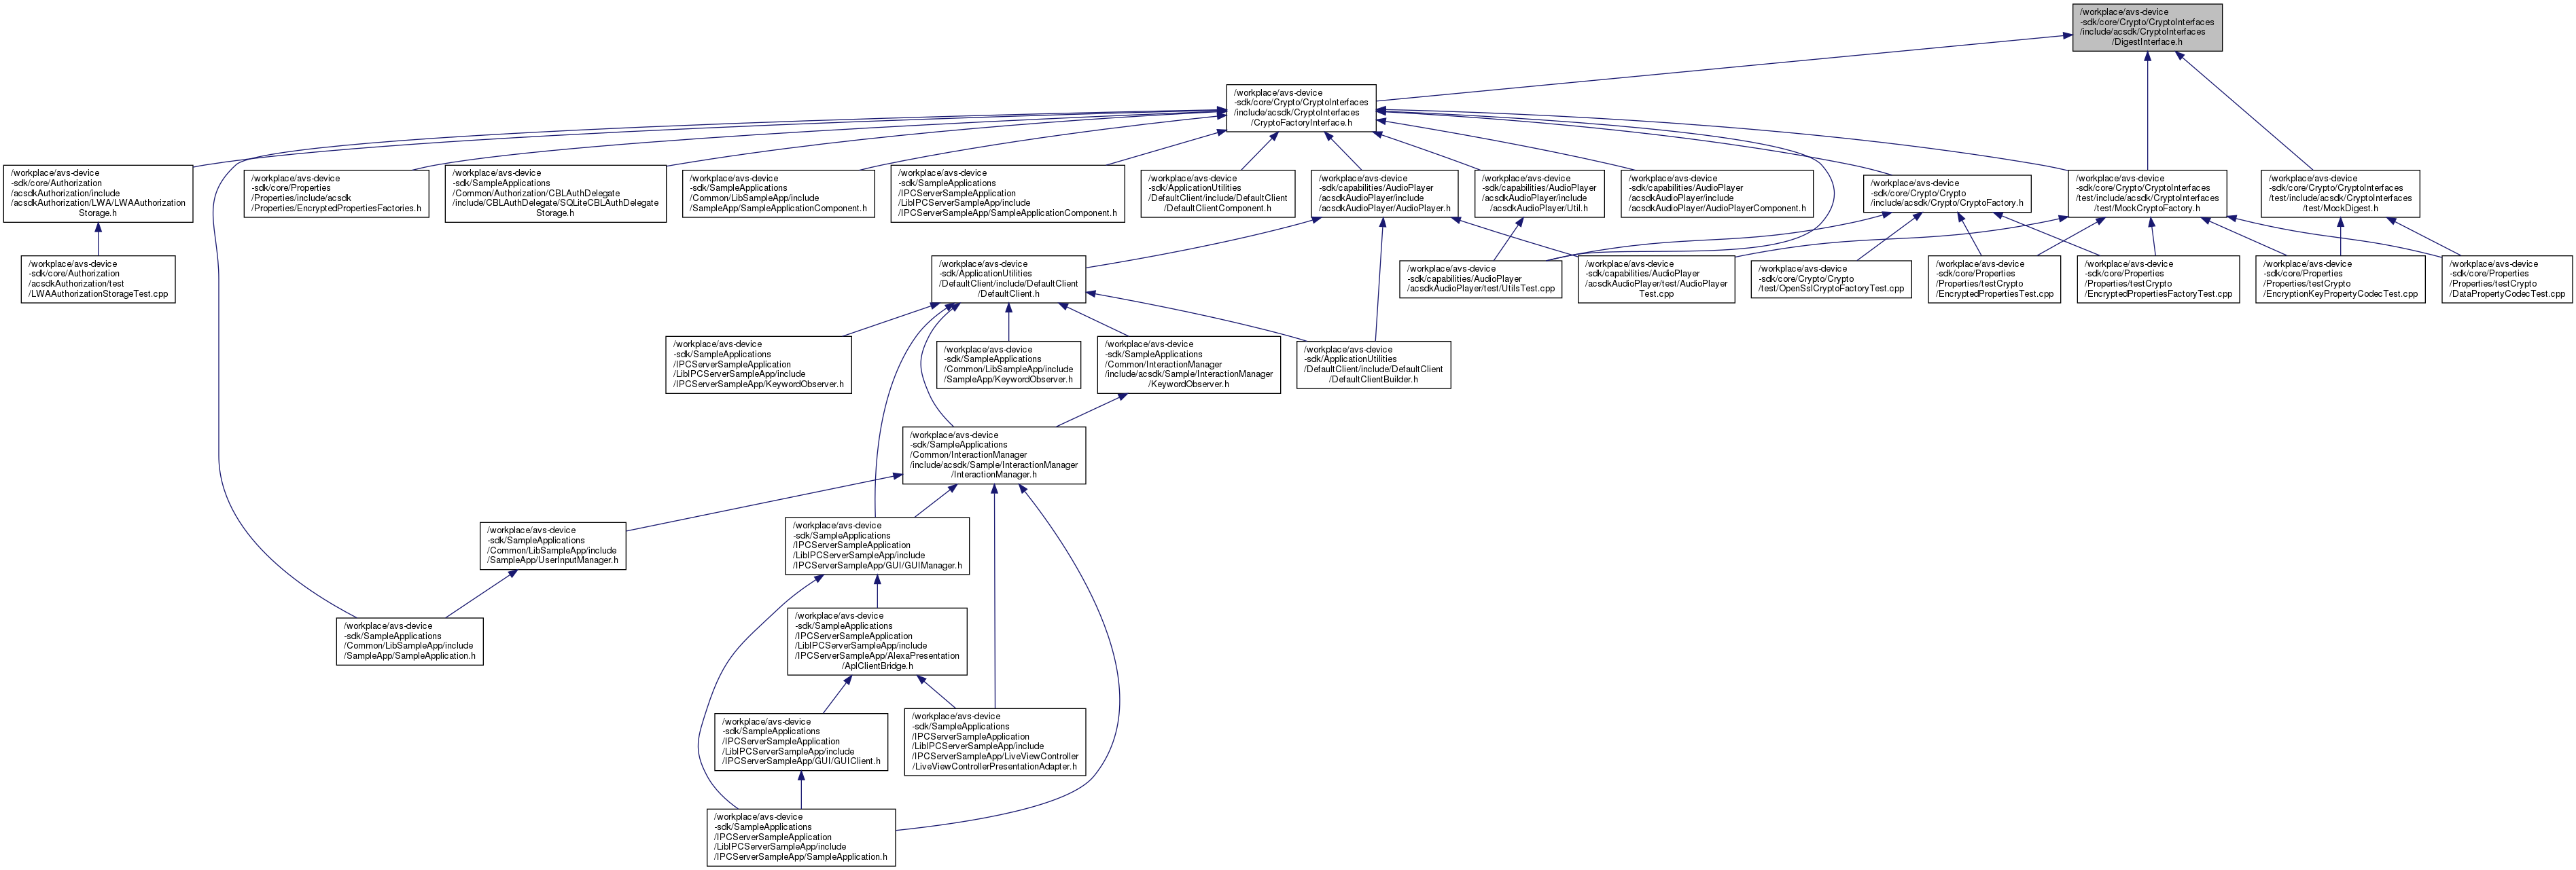 /workplace/avs-device
-sdk/core/Crypto/CryptoInterfaces
/include/acsdk/CryptoInterfaces
/DigestInterface.h
/workplace/avs-device
-sdk/core/Crypto/CryptoInterfaces
/include/acsdk/CryptoInterfaces
/CryptoFactoryInterface.h
/workplace/avs-device
-sdk/core/Authorization
/acsdkAuthorization/include
/acsdkAuthorization/LWA/LWAAuthorization
Storage.h
/workplace/avs-device
-sdk/core/Properties
/Properties/include/acsdk
/Properties/EncryptedPropertiesFactories.h
/workplace/avs-device
-sdk/SampleApplications
/Common/Authorization/CBLAuthDelegate
/include/CBLAuthDelegate/SQLiteCBLAuthDelegate
Storage.h
/workplace/avs-device
-sdk/SampleApplications
/Common/LibSampleApp/include
/SampleApp/SampleApplicationComponent.h
/workplace/avs-device
-sdk/SampleApplications
/IPCServerSampleApplication
/LibIPCServerSampleApp/include
/IPCServerSampleApp/SampleApplicationComponent.h
/workplace/avs-device
-sdk/ApplicationUtilities
/DefaultClient/include/DefaultClient
/DefaultClientComponent.h
/workplace/avs-device
-sdk/capabilities/AudioPlayer
/acsdkAudioPlayer/include
/acsdkAudioPlayer/AudioPlayer.h
/workplace/avs-device
-sdk/capabilities/AudioPlayer
/acsdkAudioPlayer/include
/acsdkAudioPlayer/Util.h
/workplace/avs-device
-sdk/capabilities/AudioPlayer
/acsdkAudioPlayer/include
/acsdkAudioPlayer/AudioPlayerComponent.h
/workplace/avs-device
-sdk/core/Crypto/Crypto
/include/acsdk/Crypto/CryptoFactory.h
/workplace/avs-device
-sdk/core/Crypto/CryptoInterfaces
/test/include/acsdk/CryptoInterfaces
/test/MockCryptoFactory.h
/workplace/avs-device
-sdk/core/Crypto/CryptoInterfaces
/test/include/acsdk/CryptoInterfaces
/test/MockDigest.h
/workplace/avs-device
-sdk/core/Authorization
/acsdkAuthorization/test
/LWAAuthorizationStorageTest.cpp
/workplace/avs-device
-sdk/ApplicationUtilities
/DefaultClient/include/DefaultClient
/DefaultClient.h
/workplace/avs-device
-sdk/capabilities/AudioPlayer
/acsdkAudioPlayer/test/UtilsTest.cpp
/workplace/avs-device
-sdk/capabilities/AudioPlayer
/acsdkAudioPlayer/test/AudioPlayer
Test.cpp
/workplace/avs-device
-sdk/core/Crypto/Crypto
/test/OpenSslCryptoFactoryTest.cpp
/workplace/avs-device
-sdk/core/Properties
/Properties/testCrypto
/EncryptedPropertiesTest.cpp
/workplace/avs-device
-sdk/core/Properties
/Properties/testCrypto
/EncryptedPropertiesFactoryTest.cpp
/workplace/avs-device
-sdk/core/Properties
/Properties/testCrypto
/EncryptionKeyPropertyCodecTest.cpp
/workplace/avs-device
-sdk/core/Properties
/Properties/testCrypto
/DataPropertyCodecTest.cpp
/workplace/avs-device
-sdk/SampleApplications
/IPCServerSampleApplication
/LibIPCServerSampleApp/include
/IPCServerSampleApp/KeywordObserver.h
/workplace/avs-device
-sdk/SampleApplications
/Common/LibSampleApp/include
/SampleApp/KeywordObserver.h
/workplace/avs-device
-sdk/SampleApplications
/Common/InteractionManager
/include/acsdk/Sample/InteractionManager
/KeywordObserver.h
/workplace/avs-device
-sdk/ApplicationUtilities
/DefaultClient/include/DefaultClient
/DefaultClientBuilder.h
/workplace/avs-device
-sdk/SampleApplications
/Common/InteractionManager
/include/acsdk/Sample/InteractionManager
/InteractionManager.h
/workplace/avs-device
-sdk/SampleApplications
/Common/LibSampleApp/include
/SampleApp/UserInputManager.h
/workplace/avs-device
-sdk/SampleApplications
/IPCServerSampleApplication
/LibIPCServerSampleApp/include
/IPCServerSampleApp/GUI/GUIManager.h
/workplace/avs-device
-sdk/SampleApplications
/Common/LibSampleApp/include
/SampleApp/SampleApplication.h
/workplace/avs-device
-sdk/SampleApplications
/IPCServerSampleApplication
/LibIPCServerSampleApp/include
/IPCServerSampleApp/AlexaPresentation
/AplClientBridge.h
/workplace/avs-device
-sdk/SampleApplications
/IPCServerSampleApplication
/LibIPCServerSampleApp/include
/IPCServerSampleApp/GUI/GUIClient.h
/workplace/avs-device
-sdk/SampleApplications
/IPCServerSampleApplication
/LibIPCServerSampleApp/include
/IPCServerSampleApp/LiveViewController
/LiveViewControllerPresentationAdapter.h
/workplace/avs-device
-sdk/SampleApplications
/IPCServerSampleApplication
/LibIPCServerSampleApp/include
/IPCServerSampleApp/SampleApplication.h